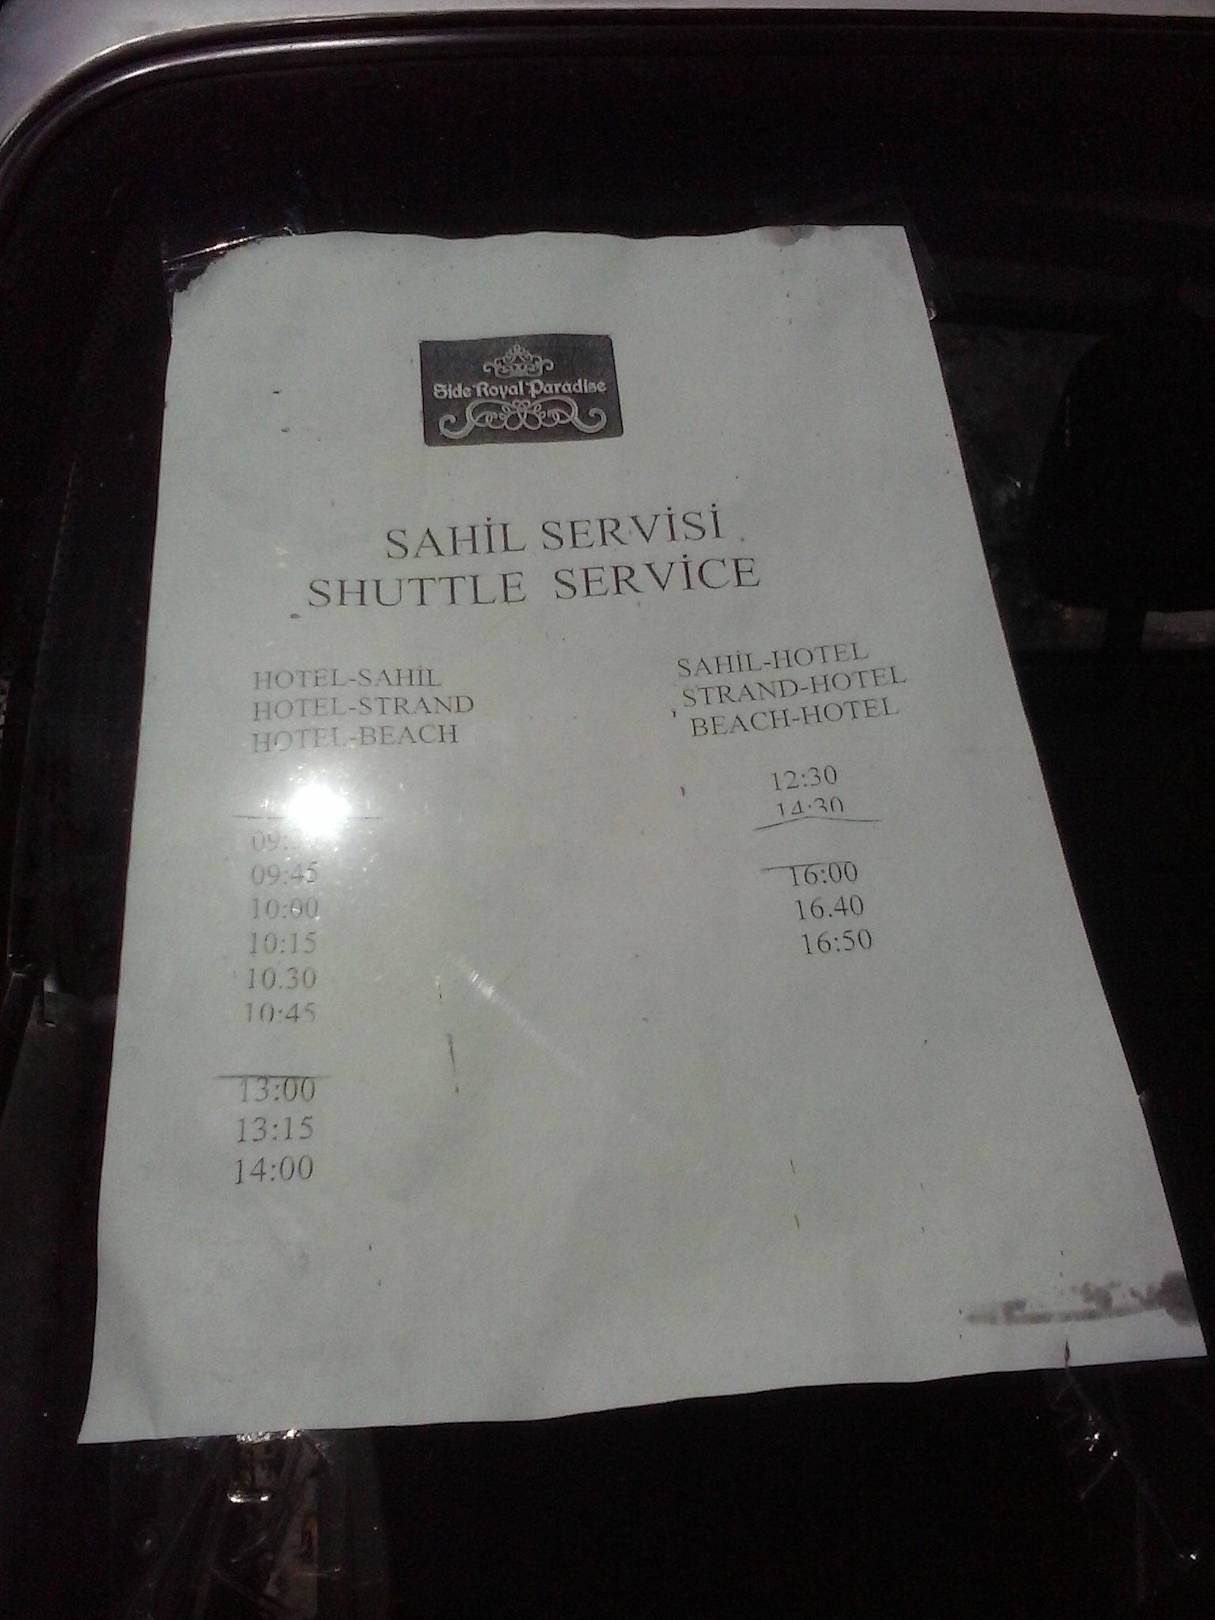 Side Royal Paradise
SAHİL SERVİSİ
SHUTTLE SERVİCE
HOTEL-SAHİL
HOTEL-STRAND
HOTEL-BEACH
09:45
10:00
10:15
10.30
10:45
13:00
13:15
14:00
SAHİL-HOTEL
STRAND-HOTEL
BEACH-HOTEL
12:30
14:30
16:00
16.40
16:50